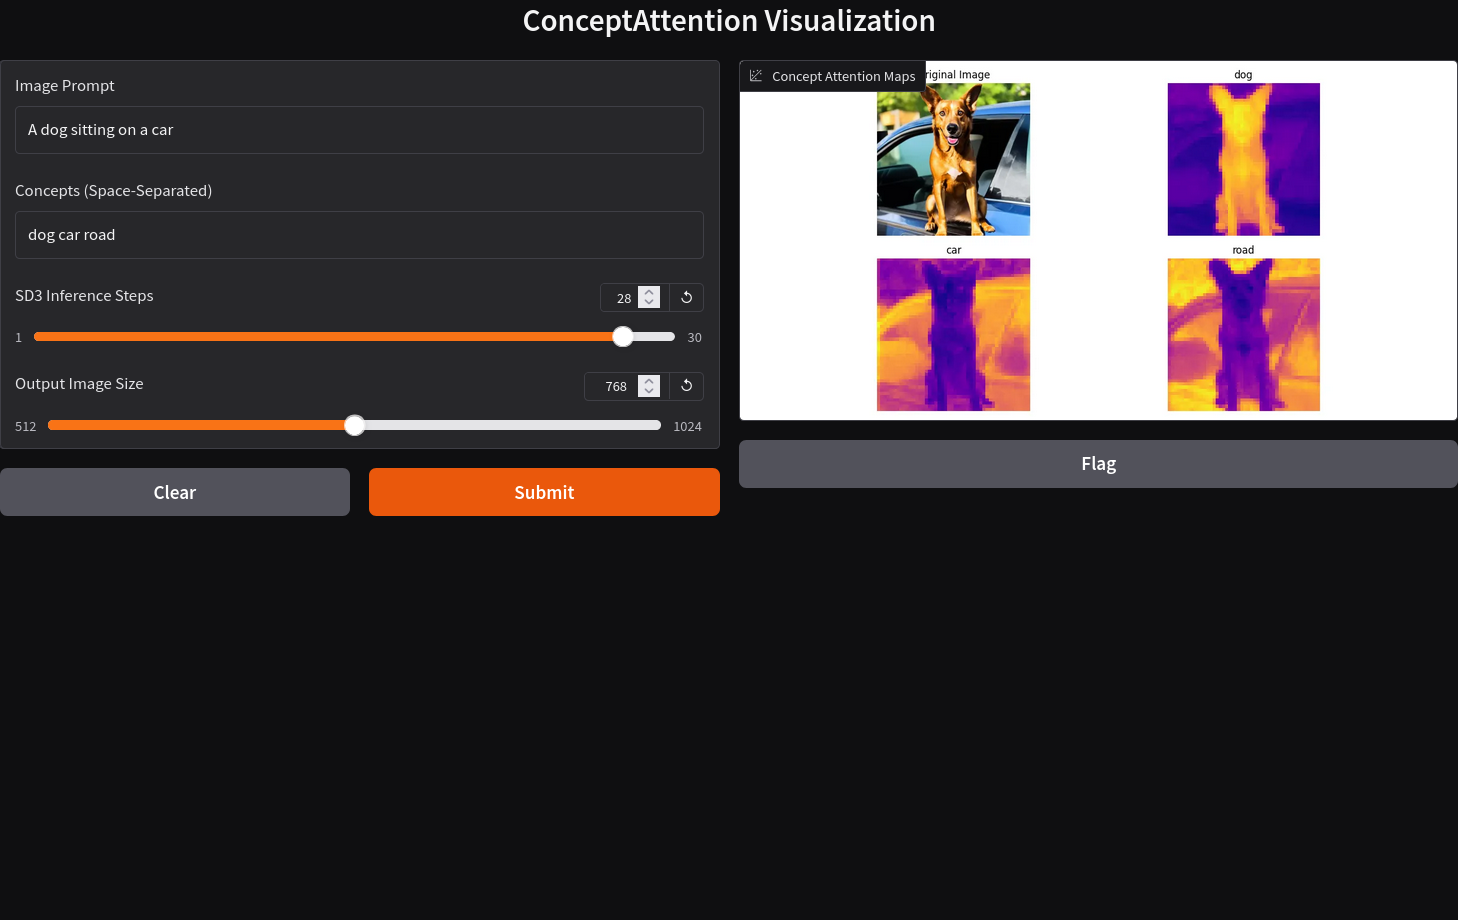 ConceptAttention Visualization
Image Prompt
A dog sitting on a car
Concepts (Space-Separated)
dog car road
SD3 Inference Steps
28
1
30
Output Image Size
768
512
1024
Clear
Submit
Concept Attention Maps
riginal Image
dog
car
road
Flag